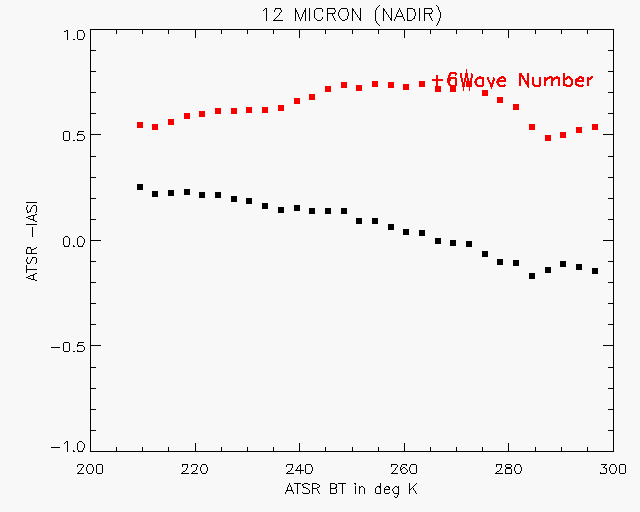 12 MICRON (NADIR)
1.0
+6Wave Number
0.5
0.0
-0.5
-1.0
ATSR -IASI
200 220 240 260 280 300
ATSR BT in deg K